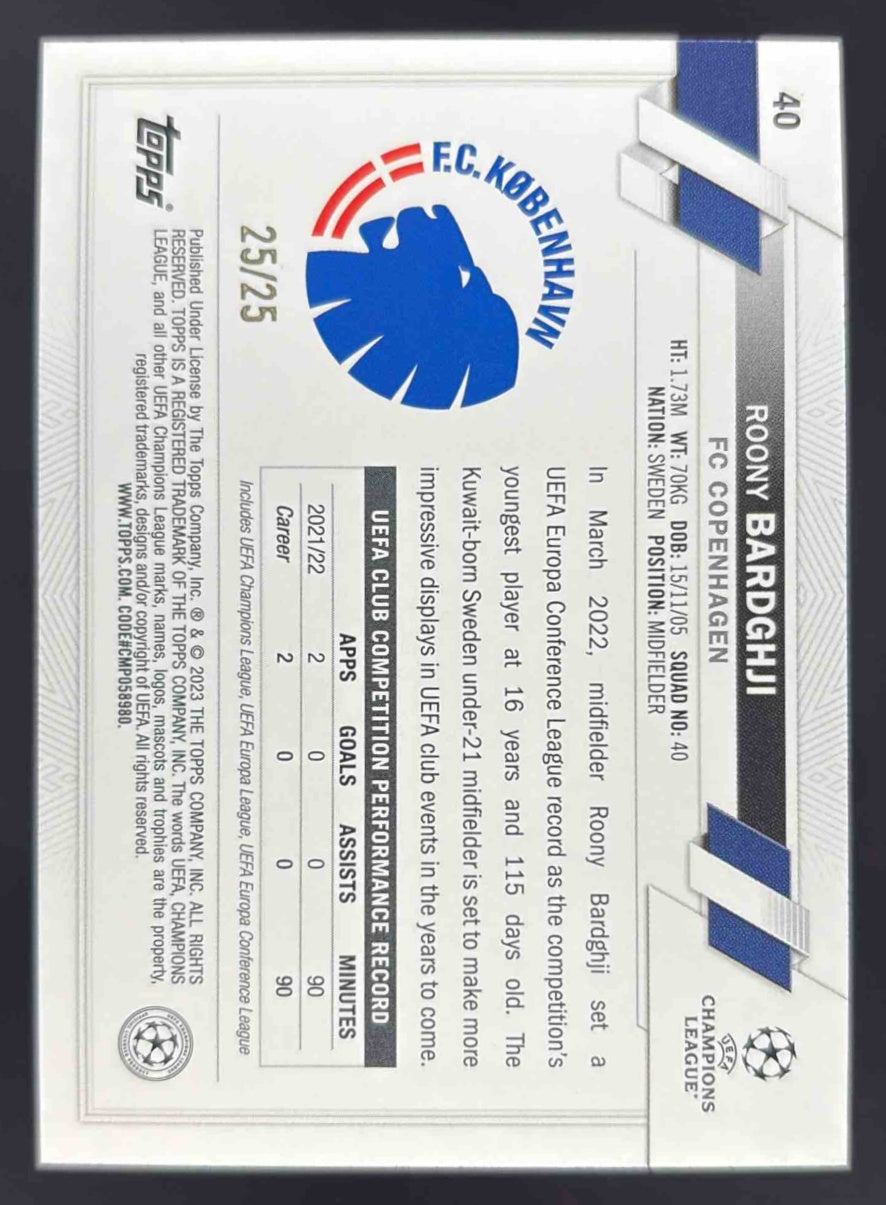 40
ROONY BARDGHJI
FC COPENHAGEN
HT: 1.73M WT: 70KG DOB: 15/11/05 SQUAD NO: 40
NATION: SWEDEN POSITION: MIDFIELDER
UEFA
CHAMPIONS
LEAGUE®
F.C. KØBENHAVN
25/25
In March 2022, midfielder Roony Bardghji set a
UEFA Europa Conference League record as the competition's
youngest player at 16 years and 115 days old. The
Kuwait-born Sweden under-21 midfielder is set to make more
impressive displays in UEFA club events in the years to come.
UEFA CLUB COMPETITION PERFORMANCE RECORD
APPS GOALS ASSISTS MINUTES
2021/22 2 0 0 90
Career 2 0 0 90
Includes UEFA Champions League, UEFA Europa League, UEFA Europa Conference League
topps®
Published Under License by The Topps Company, Inc. ® & © 2023 THE TOPPS COMPANY, INC. ALL RIGHTS
RESERVED. TOPPS IS A REGISTERED TRADEMARK OF THE TOPPS COMPANY, INC. The words UEFA, CHAMPIONS
LEAGUE, and all other UEFA Champions League marks, names, logos, mascots and trophies are the property,
registered trademarks, designs and/or copyright of UEFA. All rights reserved.
WWW.TOPPS.COM. CODE#CMP058980.